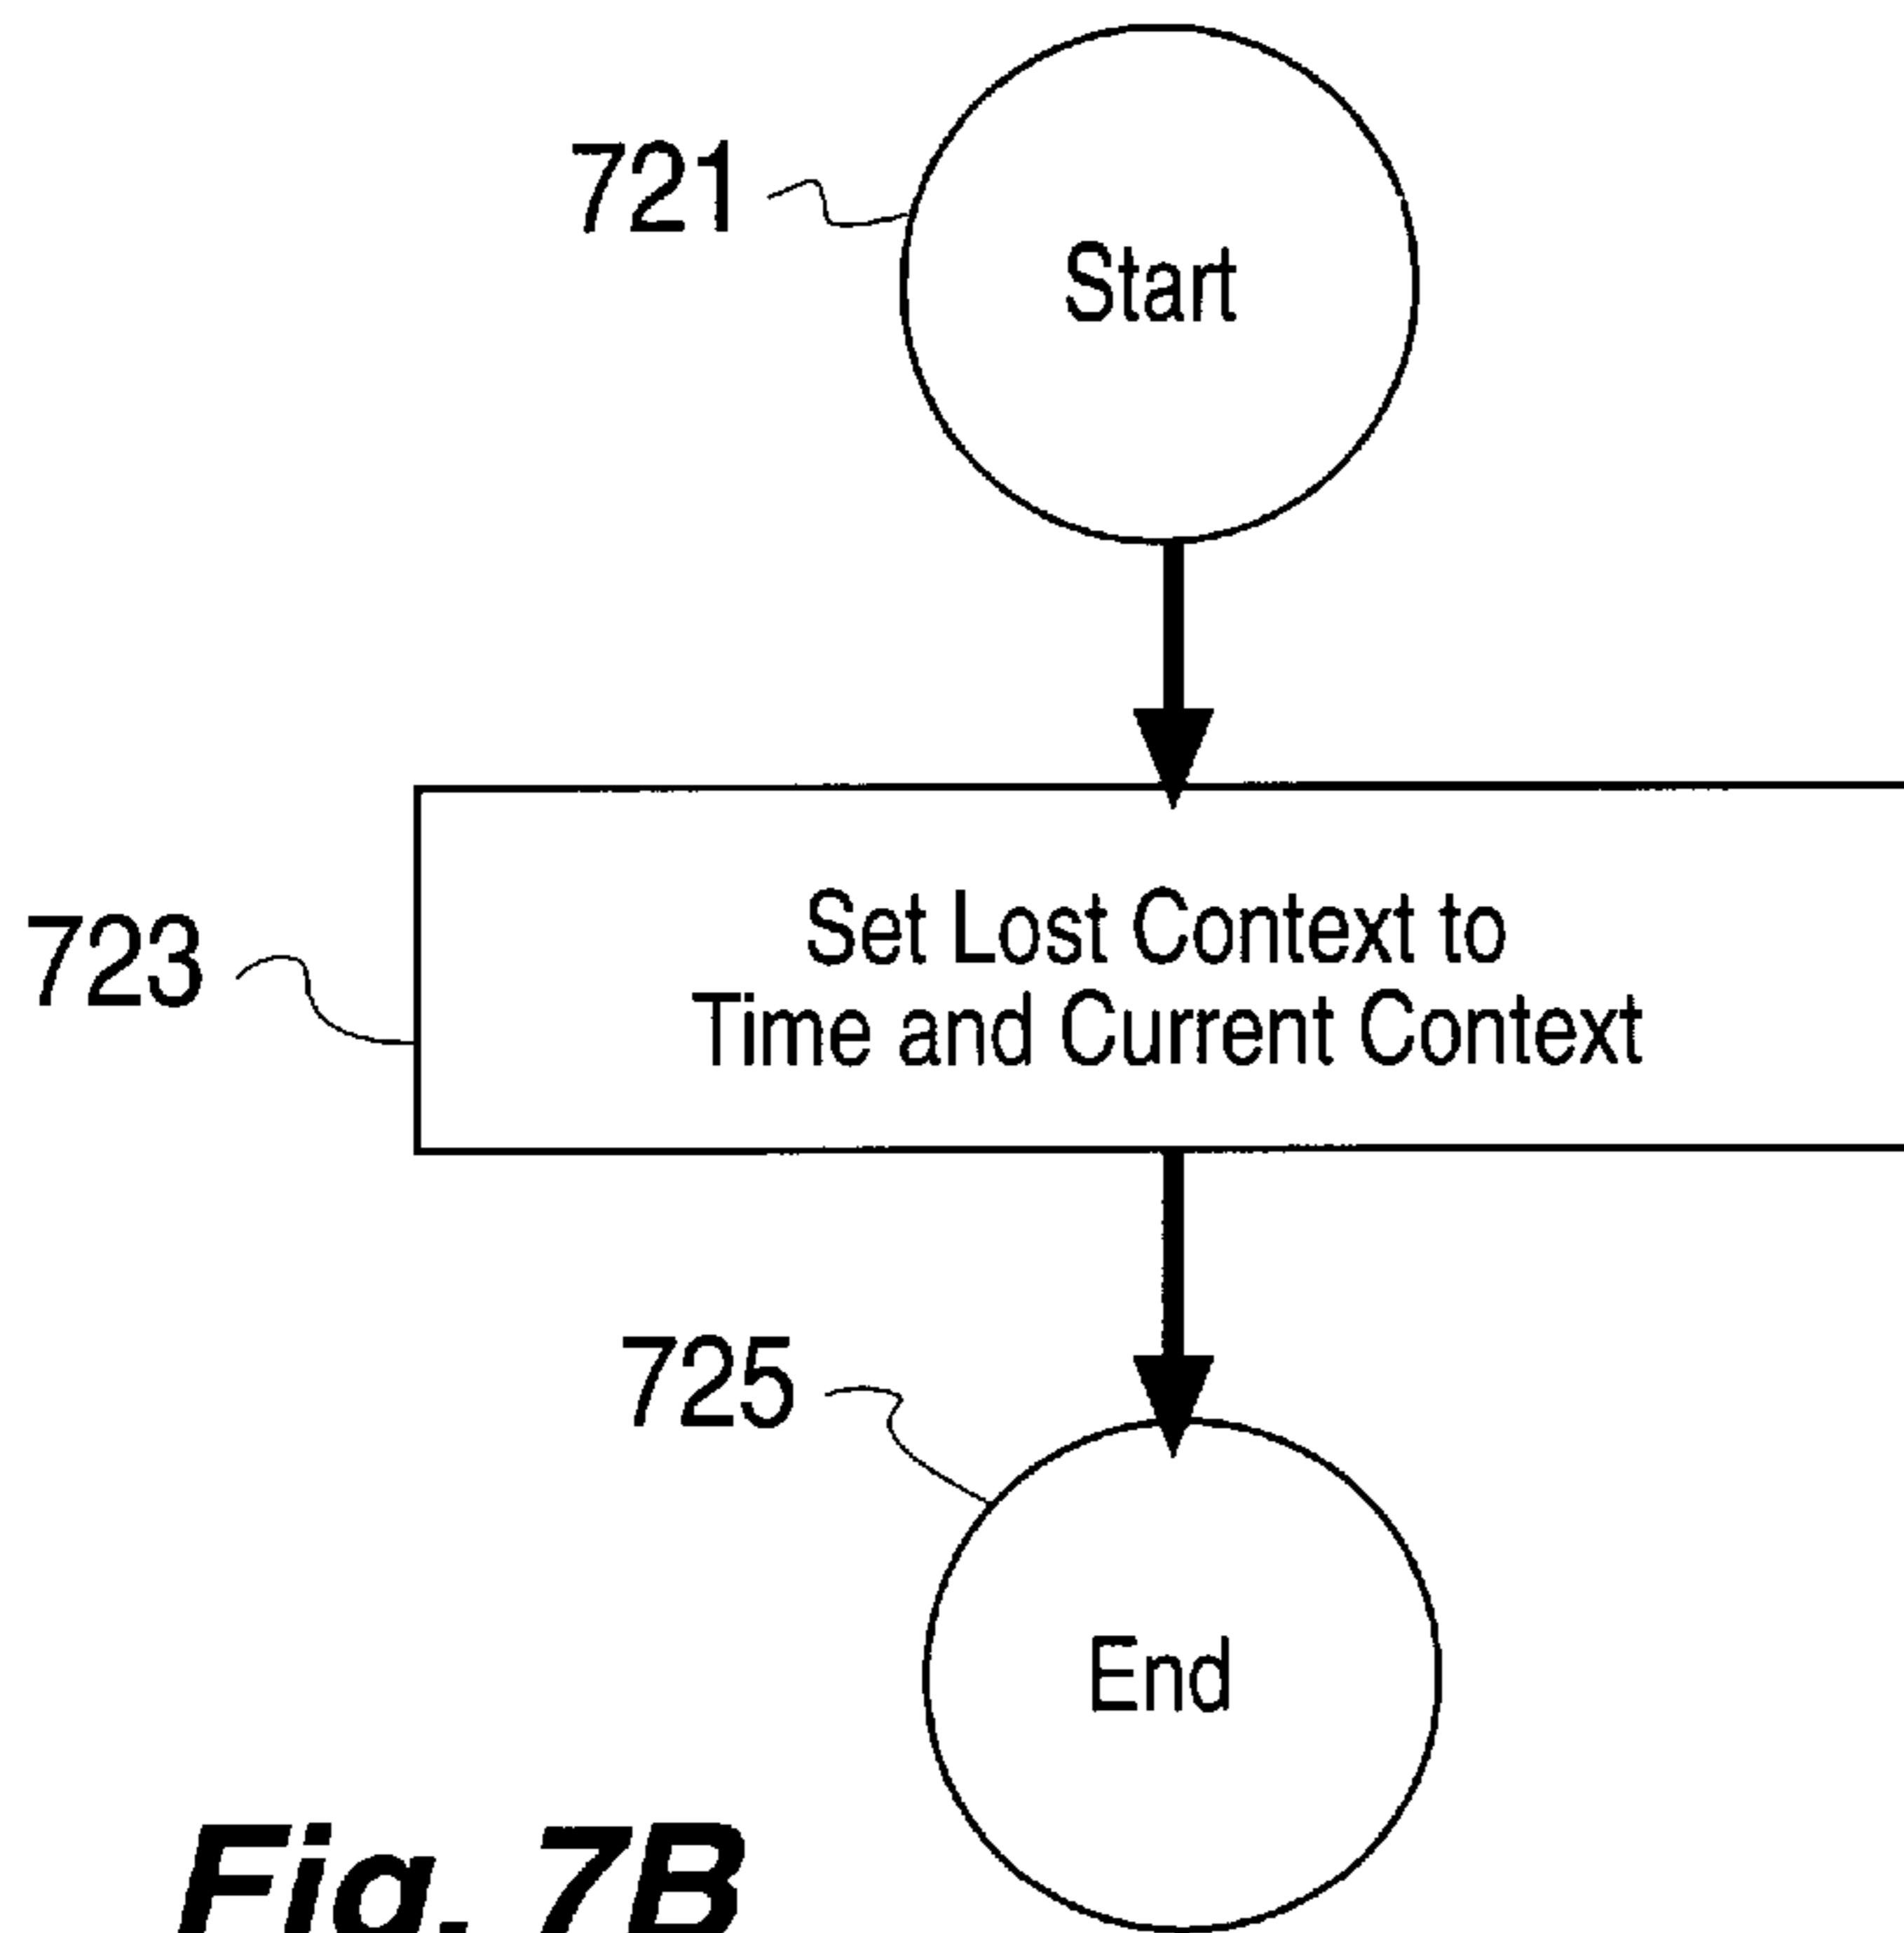 721
Start
723
Set Lost Context to
Time and Current Context
725
End
Fig. 7B